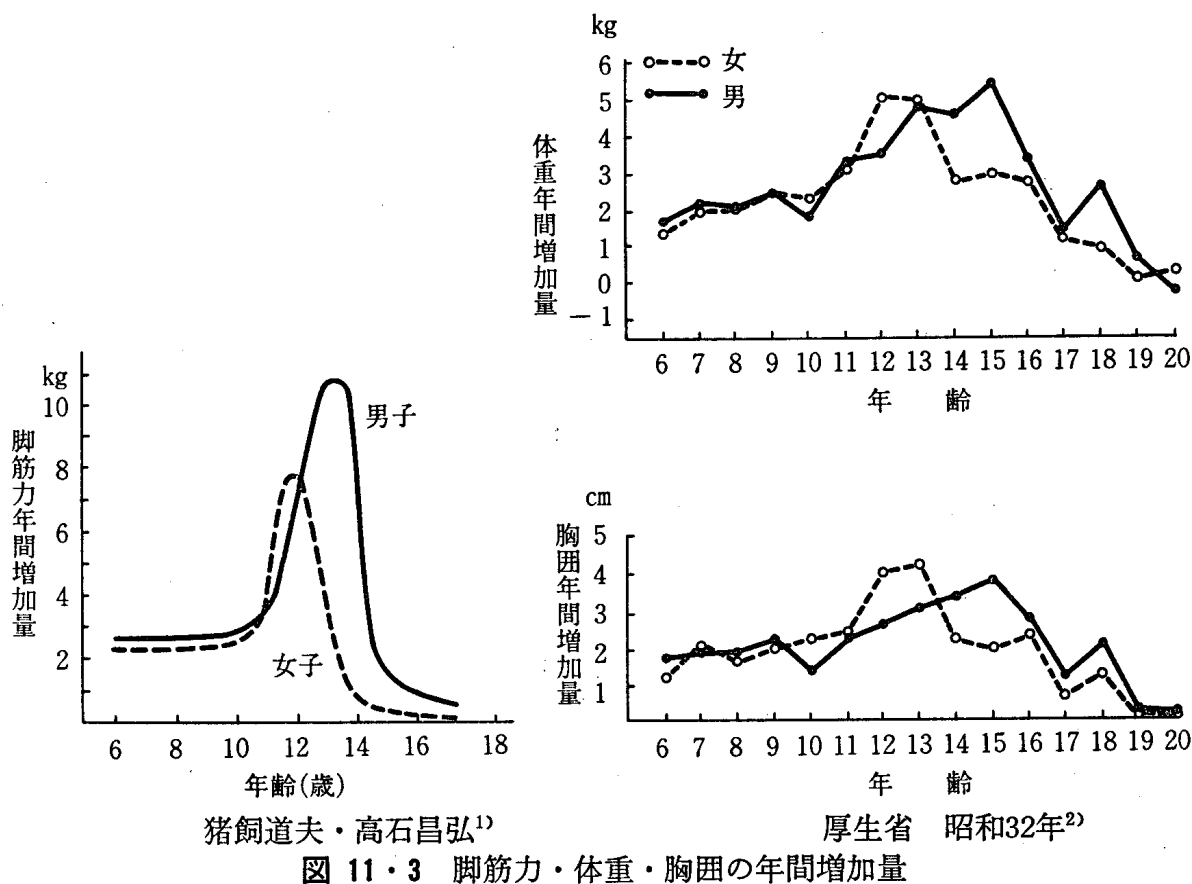 kg
6
5
4
3
2
1
0
－1
女
男
体重年間増加量
6 7 8 9 10 11 12 13 14 15 16 17 18 19 20
年 齢
kg
10
8
6
4
2
脚筋力年間増加量
男子
女子
6 8 10 12 14 16 18
年齢(歳)
猪飼道夫・高石昌弘1)
cm
5
4
3
2
1
胸囲年間増加量
6 7 8 9 10 11 12 13 14 15 16 17 18 19 20
年 齢
厚生省 昭和32年2)
図 11・3 脚筋力・体重・胸囲の年間増加量